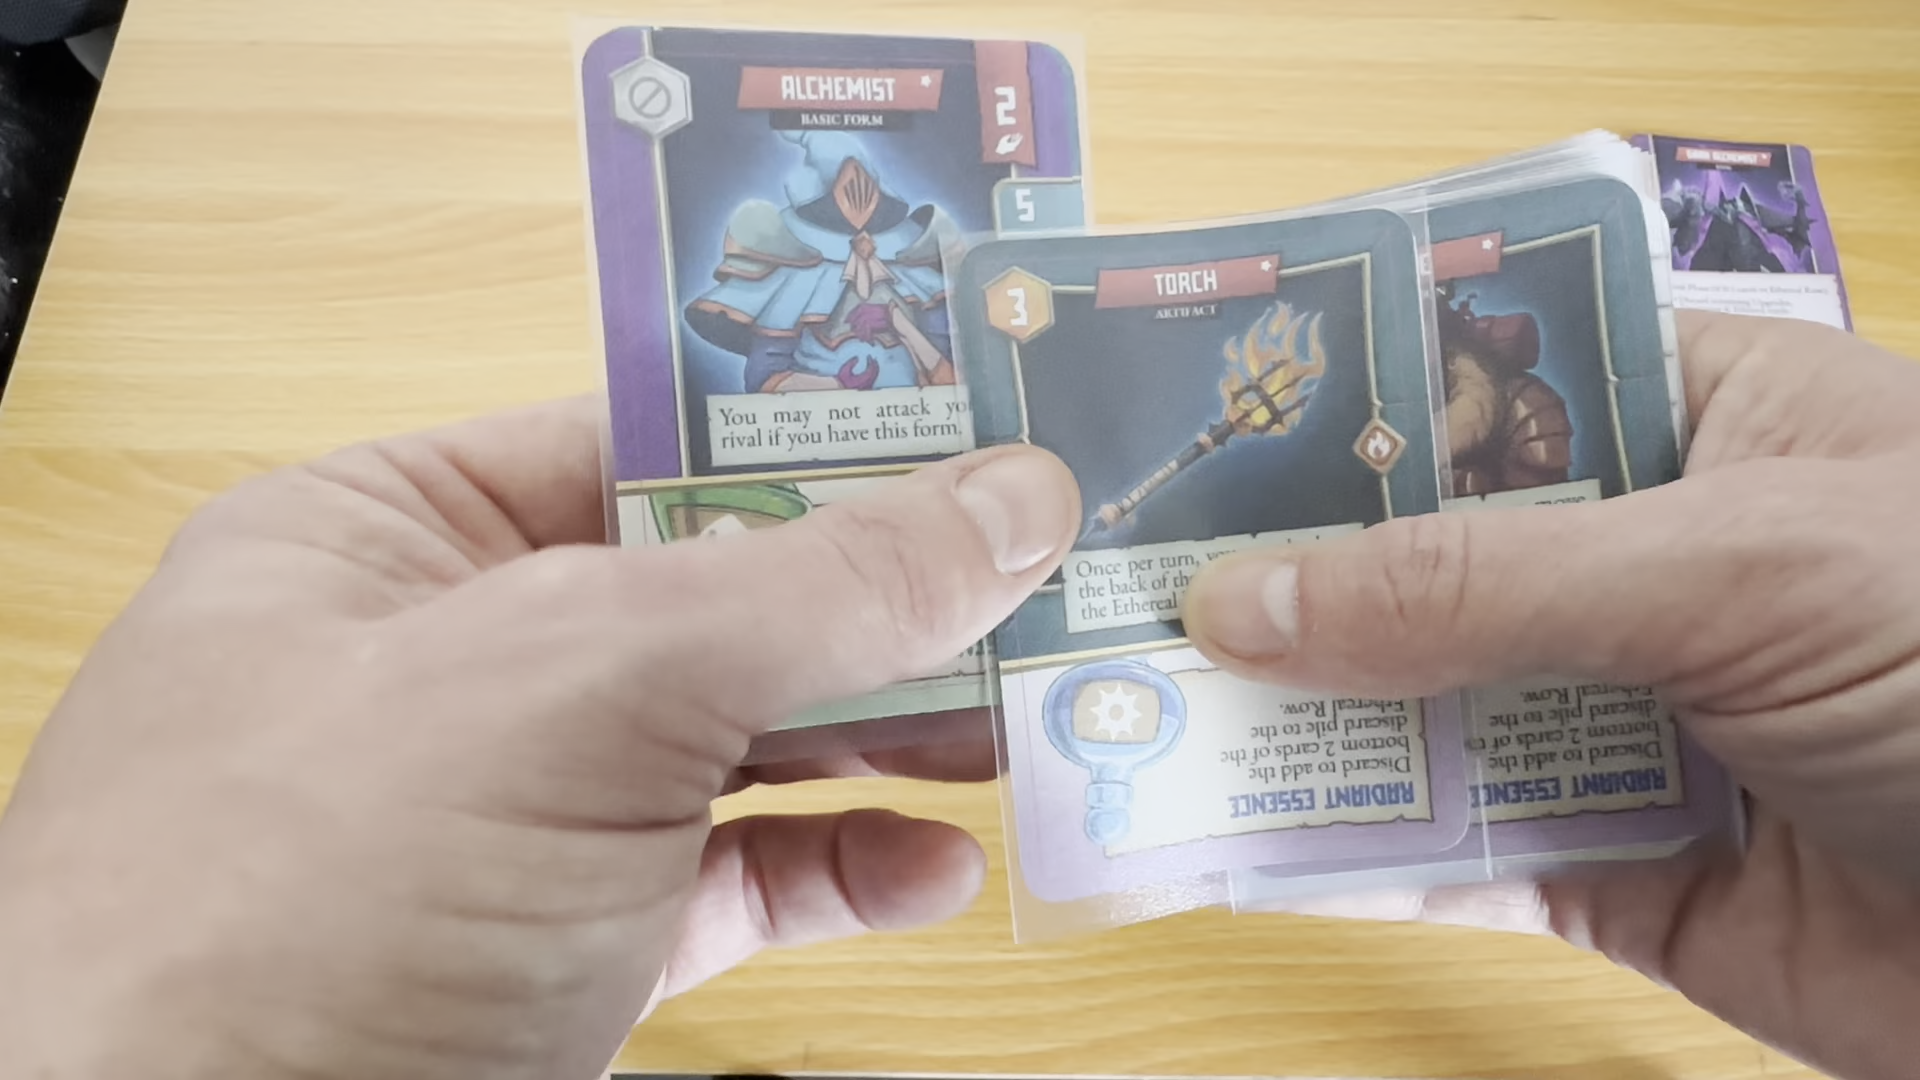 ALCHEMIST
BASIC FORM
2
5
You may not attack
rival if you have this form.
3
TORCH
ARTIFACT
Once per turn,
the back of
the Ethereal
RADIANT ESSENCE
Discard to add the
bottom 2 cards of the
discard pile to the
Ethereal Row.
RADIANT ESSENCE
Discard to add the
bottom 2 cards of
discard pile to the
Ethereal Row.
ALCHEMIST